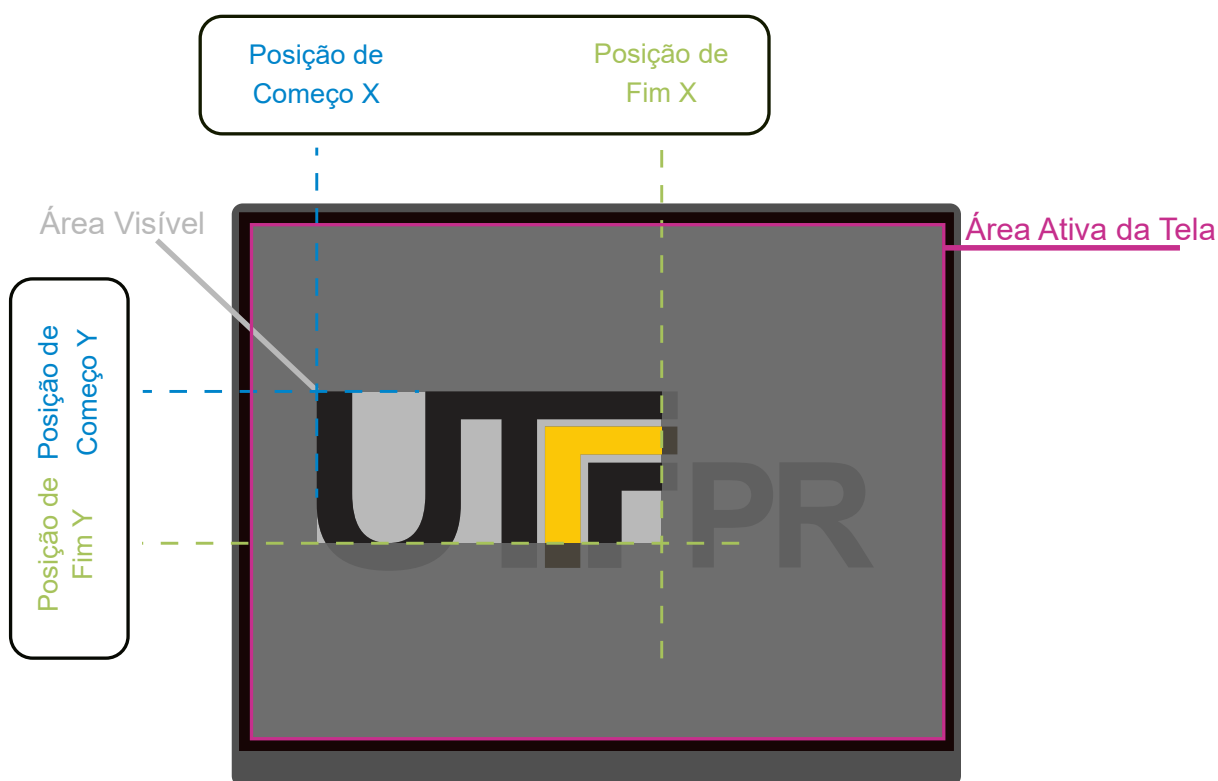 Posição de
Começo X
Posição de
Fim X
Área Visível
Área Ativa da Tela
Posição de
Começo Y
Posição de
Fim Y
UTFPR